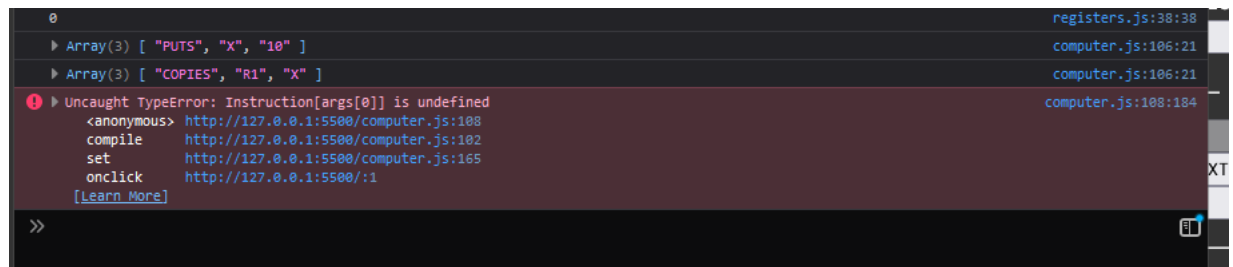 0 registers.js:38:38
Array(3) [ "PUTS", "X", "10" ] computer.js:106:21
Array(3) [ "COPIES", "R1", "X" ] computer.js:106:21
Uncaught TypeError: Instruction[args[0]] is undefined computer.js:108:184
<anonymous> http://127.0.0.1:5500/computer.js:108
compile http://127.0.0.1:5500/computer.js:102
set http://127.0.0.1:5500/computer.js:165
onclick http://127.0.0.1:5500/:1
[Learn More]
XT